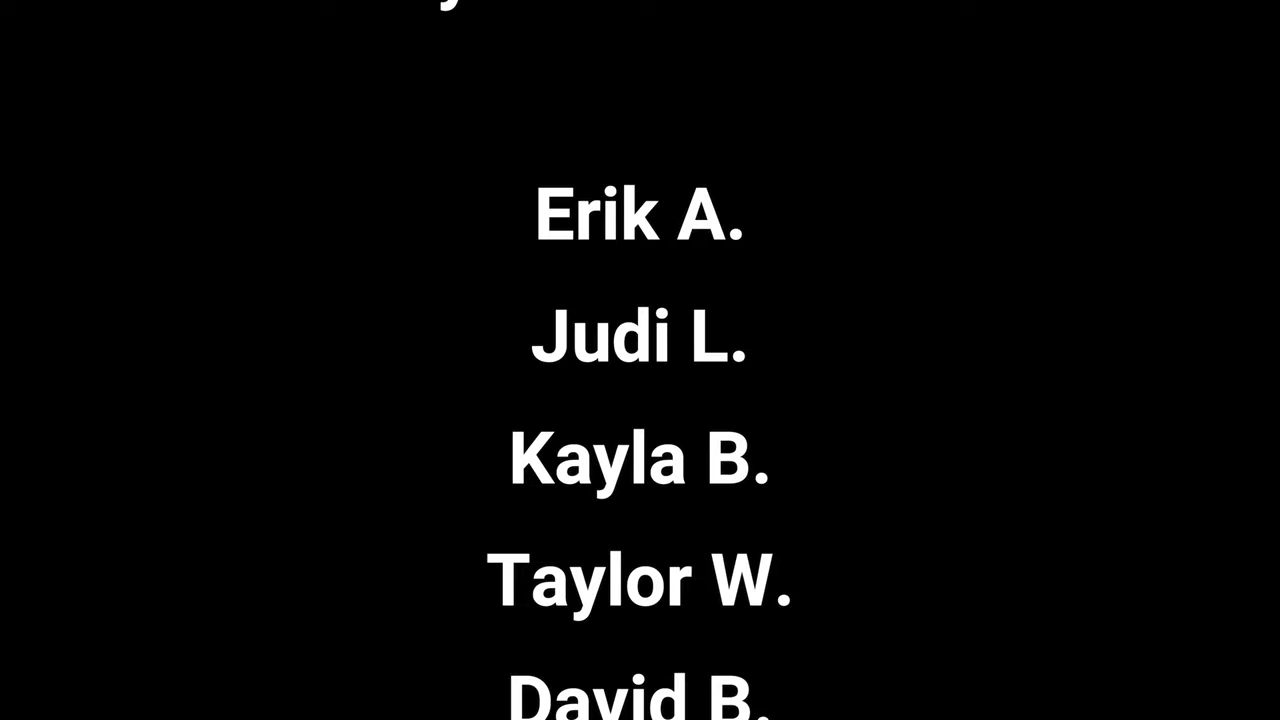 Erik A.
Judi L.
Kayla B.
Taylor W.
David B.